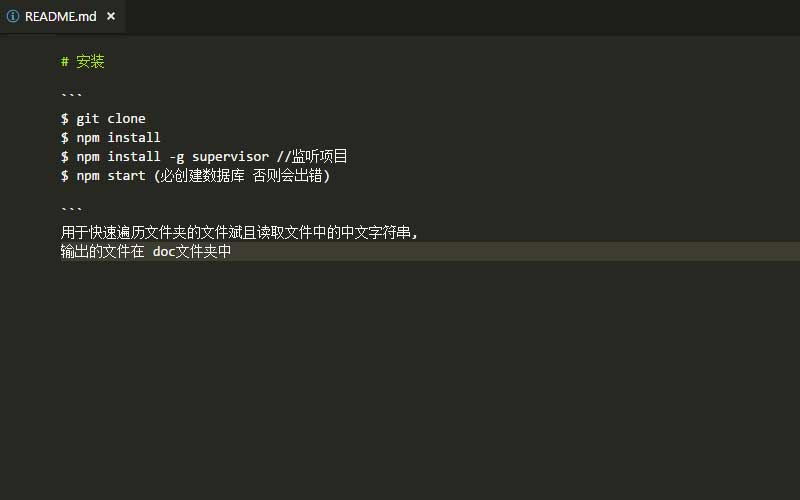 README.md
# 安装
```
$ git clone
$ npm install
$ npm install -g supervisor //监听项目
$ npm start (必创建数据库 否则会出错)
```
用于快速遍历文件夹的文件斌且读取文件中的中文字符串,
输出的文件在 doc文件夹中